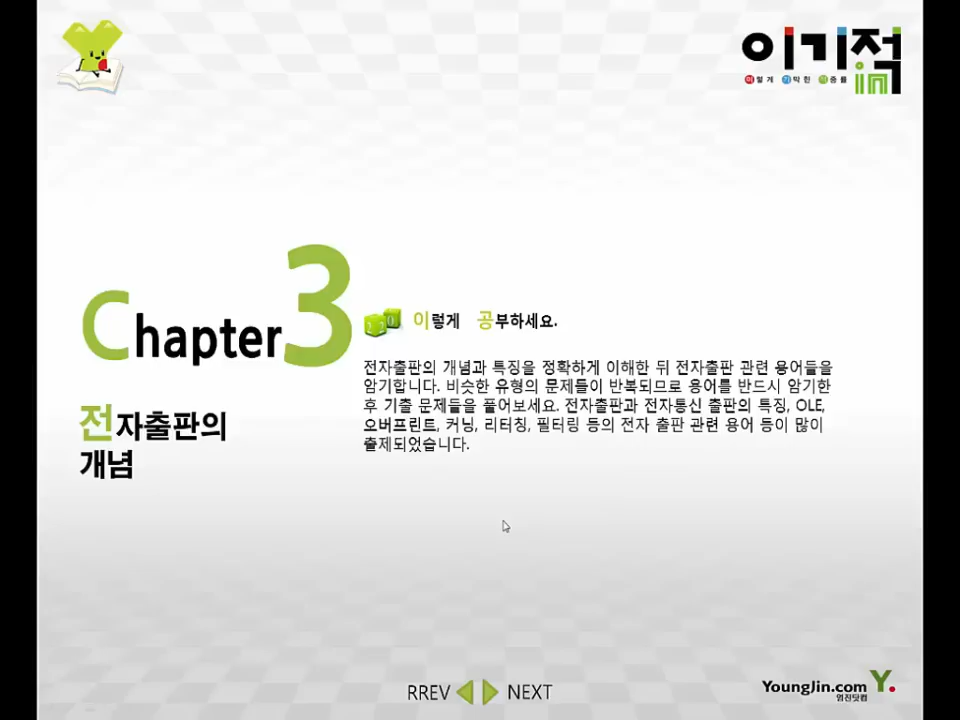 이기적 in
이렇게 기막힌 적중률
Chapter 3
전자출판의
개념
이렇게 공부하세요.
전자출판의 개념과 특징을 정확하게 이해한 뒤 전자출판 관련 용어들을
암기합니다. 비슷한 유형의 문제들이 반복되므로 용어를 반드시 암기한
후 기출 문제들을 풀어보세요. 전자출판과 전자통신 출판의 특징, OLE,
오버프린트, 커닝, 리터칭, 필터링 등의 전자 출판 관련 용어 등이 많이
출제되었습니다.
RREV NEXT
YoungJin.com Y.
영진닷컴